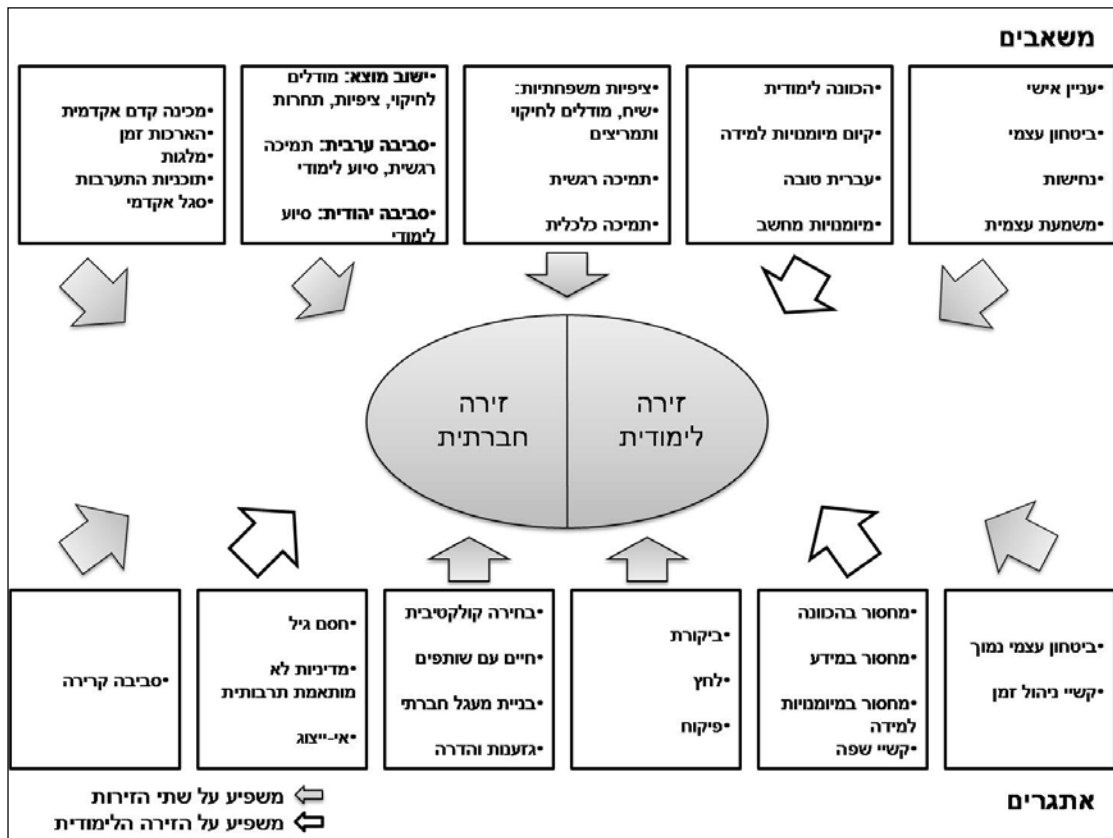 משאבים
•עניין אישי
•ביטחון עצמי
•נחישות
•משמעת עצמית
•הכוונה לימודית
•קיום מיומנויות למידה
•עברית טובה
•מיומנויות מחשב
•ציפיות משפחתיות:
•שיח, מודלים לחיקוי
ותמריצים
•תמיכה רגשית
•תמיכה כלכלית
•ישוב מוצא: מודלים
לחיקוי, ציפיות, תחרות
•סביבה ערבית: תמיכה
רגשית, סיוע לימודי
•סביבה יהודית: סיוע
לימודי
•מכינה קדם אקדמית
•הארכות זמן
•מלגות
•תוכניות התערבות
•סגל אקדמי
זירה
לימודית
זירה
חברתית
•ביטחון עצמי נמוך
•קשיי ניהול זמן
•מחסור בהכוונה
•מחסור במידע
•מחסור במיומנויות
למידה
•קשיי שפה
•ביקורת
•לחץ
•פיקוח
•בחירה קולקטיבית
•חיים עם שותפים
•בניית מעגל חברתי
•גזענות והדרה
•חסם גיל
•מדיניות לא
מותאמת תרבותית
•אי-ייצוג
•סביבה קרירה
אתגרים
משפיע על שתי הזירות
משפיע על הזירה הלימודית